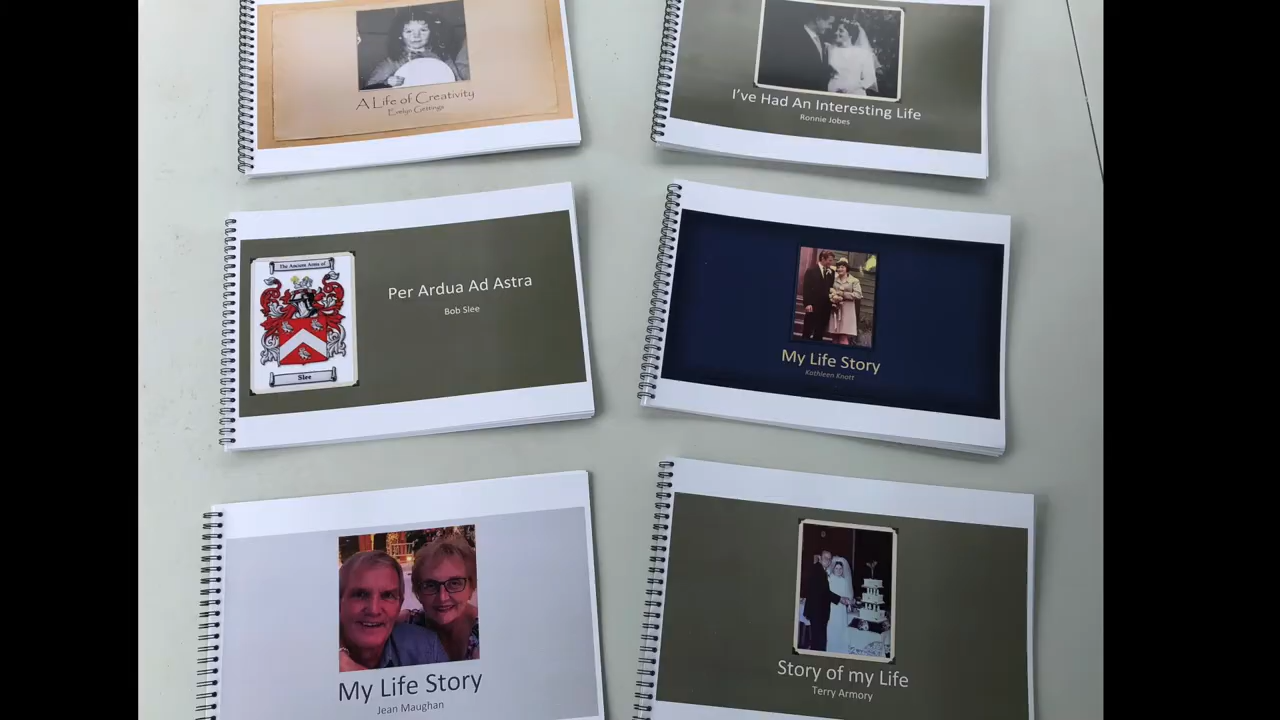 A Life of Creativity
Evelyn Gettings
I've Had An Interesting Life
Ronnie Jobes
The Ancient Arms of
Slee
Per Ardua Ad Astra
Bob Slee
My Life Story
Kathleen Knott
My Life Story
Jean Maughan
Story of my Life
Terry Armory